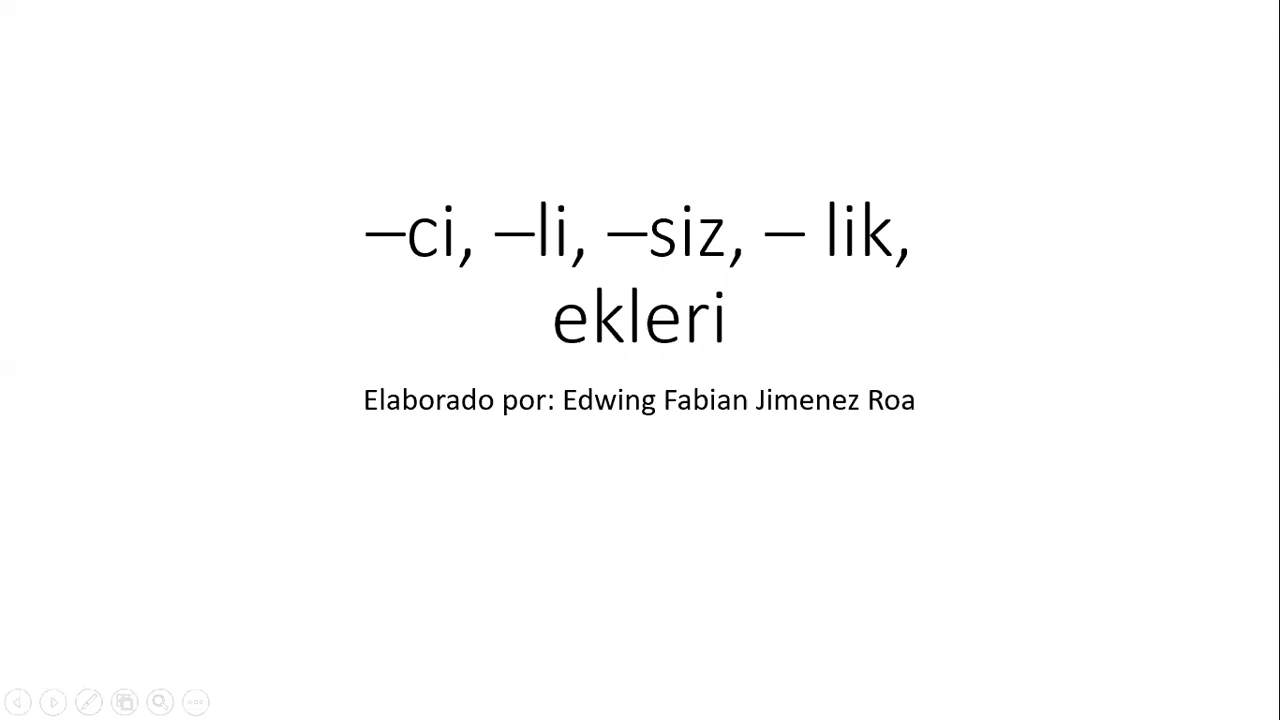 –ci, –li, –siz, – lik,
ekleri
Elaborado por: Edwing Fabian Jimenez Roa